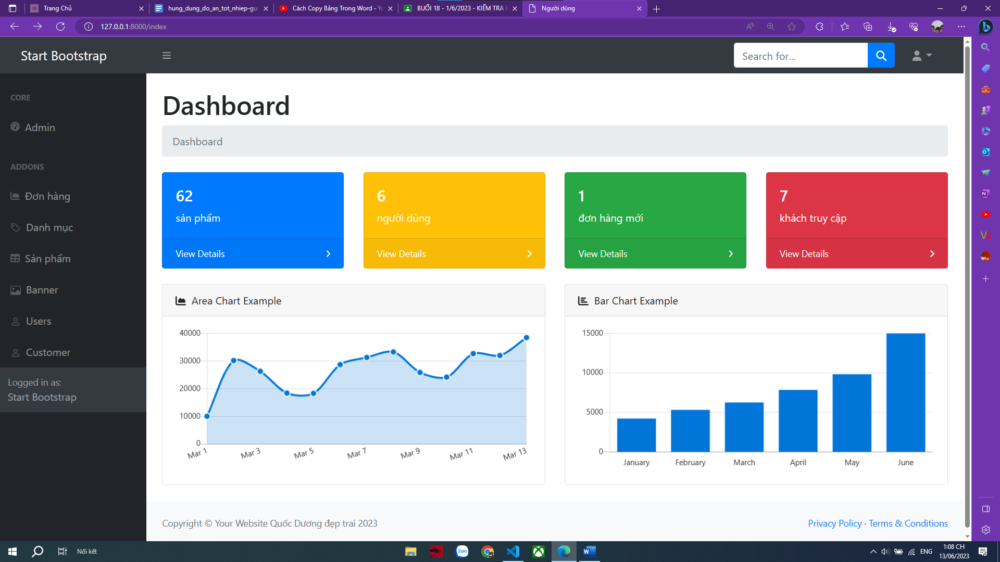 Trang Chủ
hung_dung_do_an_tot_nhiep-gui
Cách Copy Bảng Trong Word - Yo
BUỔI 18 - 1/6/2023 - KIỂM TRA K
Người dùng
127.0.0.1:8000/index
Start Bootstrap
Search for...
CORE
Admin
ADDONS
Đơn hàng
Danh mục
Sản phẩm
Banner
Users
Customer
Logged in as:
Start Bootstrap
Dashboard
Dashboard
62
sản phẩm
View Details
6
người dùng
View Details
1
đơn hàng mới
View Details
7
khách truy cập
View Details
Area Chart Example
40000
30000
20000
10000
0
Mar 1
Mar 3
Mar 5
Mar 7
Mar 9
Mar 11
Mar 13
Bar Chart Example
15000
10000
5000
0
January
February
March
April
May
June
Copyright © Your Website Quốc Dương đẹp trai 2023
Privacy Policy · Terms & Conditions
Nối kết
Zalo
ENG
1:08 CH
13/06/2023